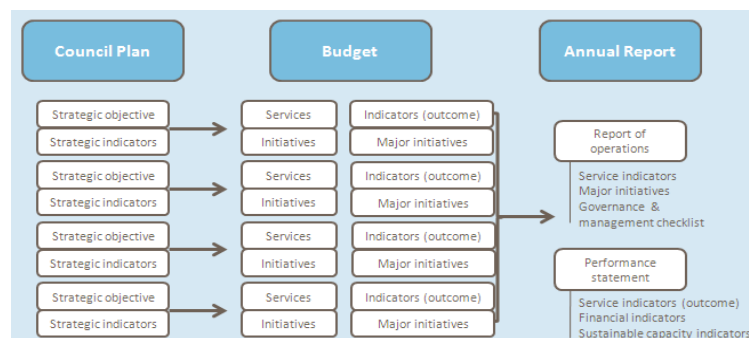 Council Plan
Budget
Annual Report
Strategic objective
Services
Indicators (outcome)
Strategic indicators
Initiatives
Major initiatives
Strategic objective
Services
Indicators (outcome)
Strategic indicators
Initiatives
Major initiatives
Strategic objective
Services
Indicators (outcome)
Strategic indicators
Initiatives
Major initiatives
Strategic objective
Services
Indicators (outcome)
Strategic indicators
Initiatives
Major initiatives
Report of
operations
Service indicators
Major initiatives
Governance &
management checklist
Performance
statement
Service indicators (outcome)
Financial indicators
Sustainable capacity indicators